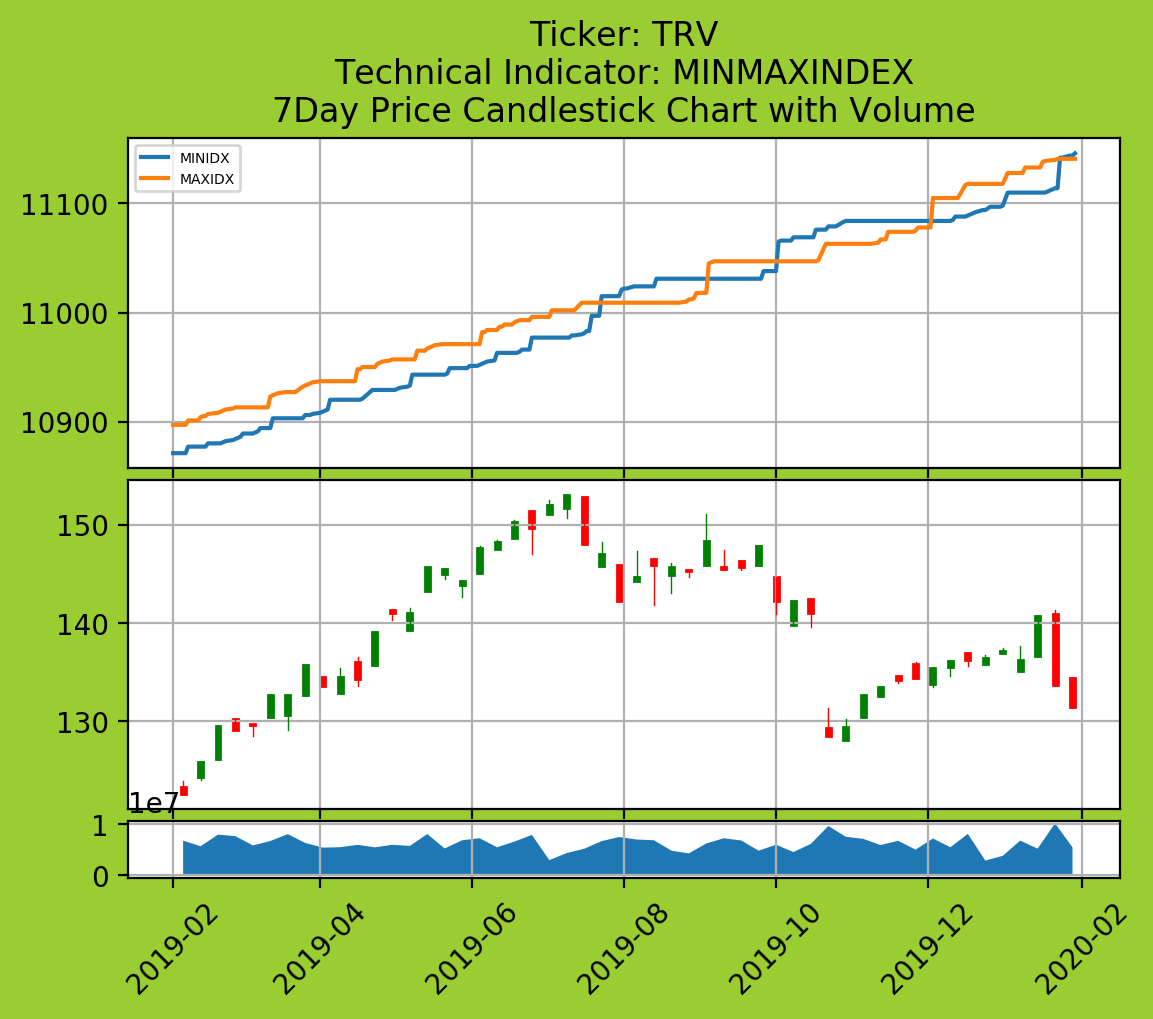 Ticker: TRV
Technical Indicator: MINMAXINDEX
7Day Price Candlestick Chart with Volume
MINIDX
MAXIDX
11100
11000
10900
150
140
130
1e7
1
0
2019-02
2019-04
2019-06
2019-08
2019-10
2019-12
2020-02